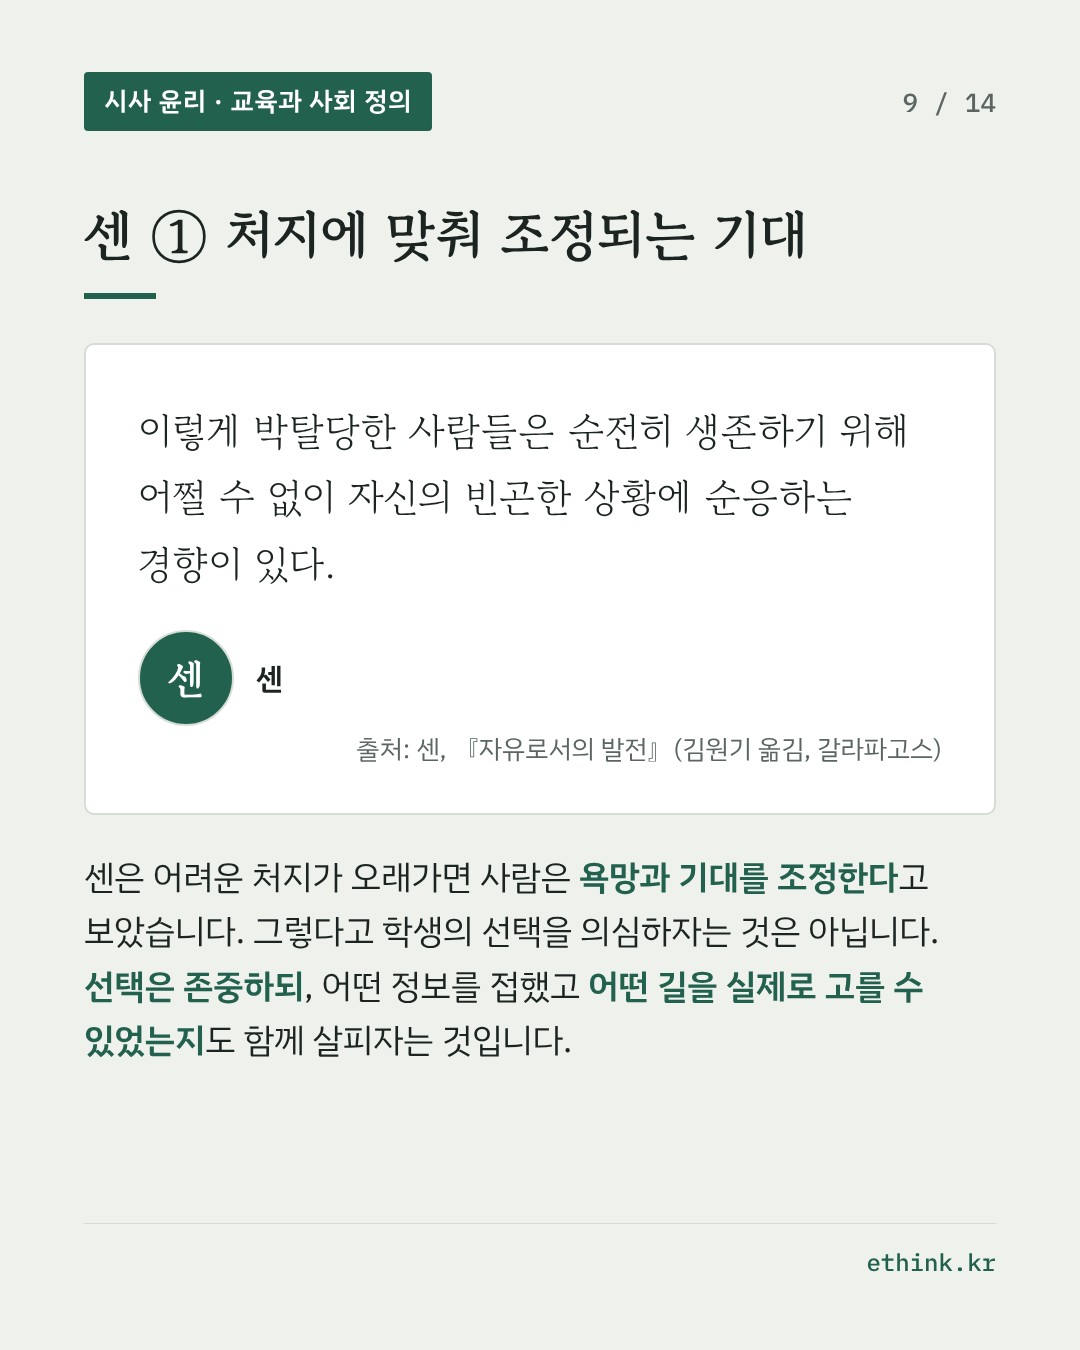 시사 윤리 · 교육과 사회 정의
9 / 14
센 ① 처지에 맞춰 조정되는 기대
이렇게 박탈당한 사람들은 순전히 생존하기 위해
어쩔 수 없이 자신의 빈곤한 상황에 순응하는
경향이 있다.
센
센
출처: 센, 『자유로서의 발전』 (김원기 옮김, 갈라파고스)
센은 어려운 처지가 오래가면 사람은 욕망과 기대를 조정한다고
보았습니다. 그렇다고 학생의 선택을 의심하자는 것은 아닙니다.
선택은 존중하되, 어떤 정보를 접했고 어떤 길을 실제로 고를 수
있었는지도 함께 살피자는 것입니다.
ethink.kr